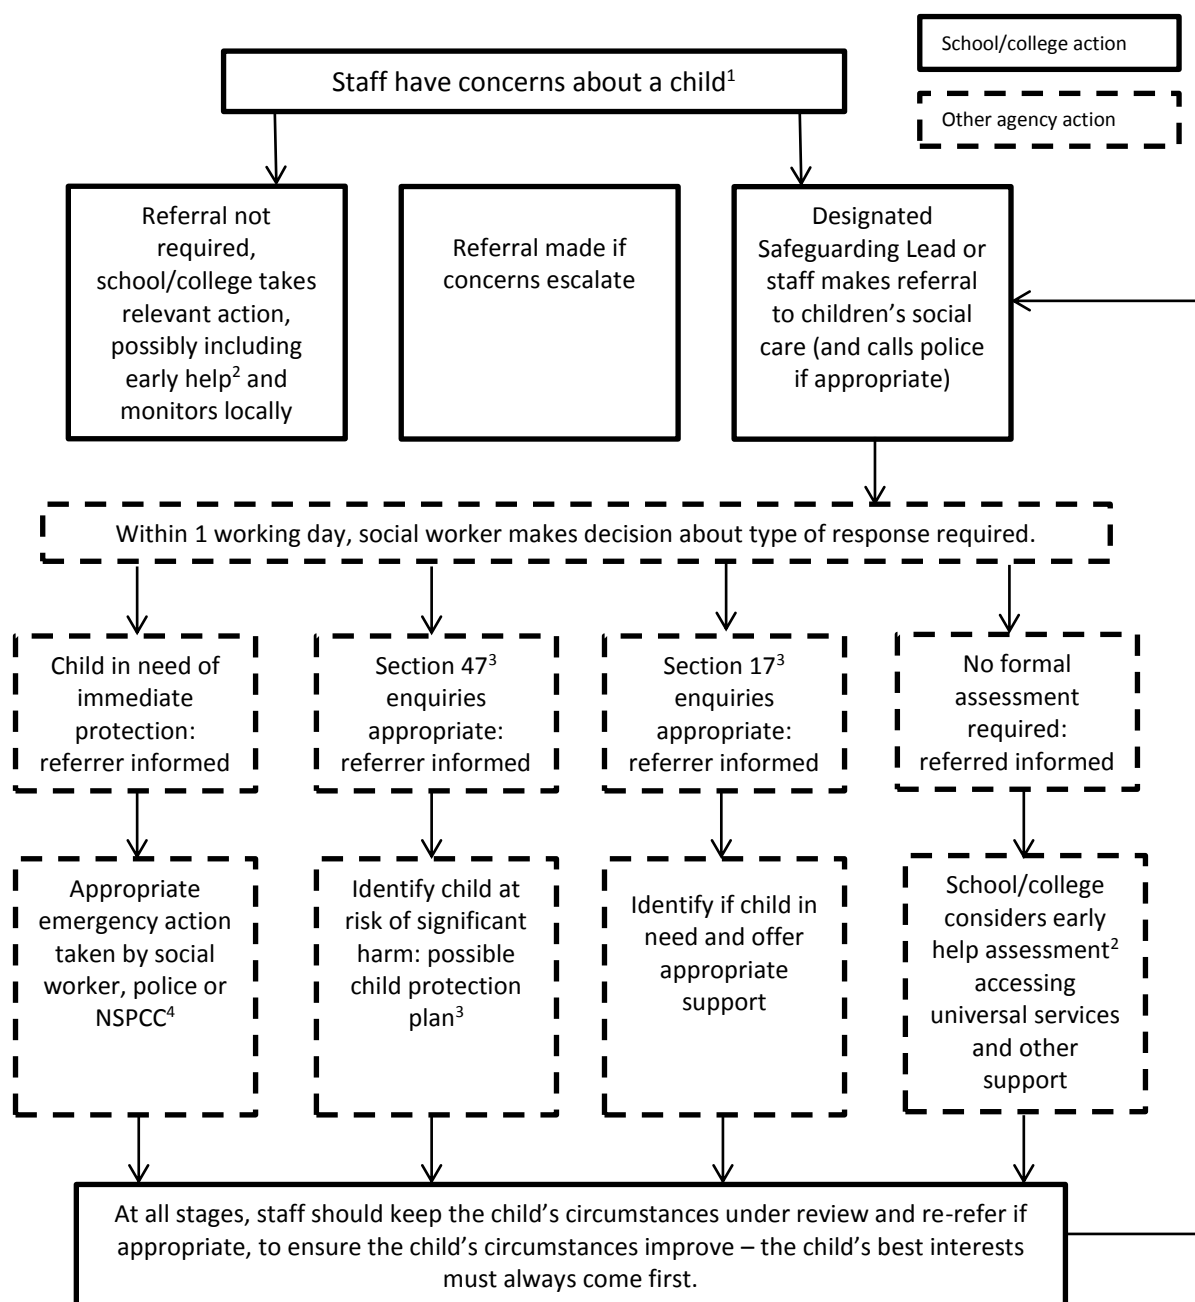 School/college action
Staff have concerns about a child¹
Other agency action
Referral not
required,
school/college takes
relevant action,
possibly including
early help² and
monitors locally
Referral made if
concerns escalate
Designated
Safeguarding Lead or
staff makes referral
to children’s social
care (and calls police
if appropriate)
Within 1 working day, social worker makes decision about type of response required.
Child in need of
immediate
protection:
referrer informed
Section 47³
enquiries
appropriate:
referrer informed
Section 17³
enquiries
appropriate:
referrer informed
No formal
assessment
required:
referred informed
Appropriate
emergency action
taken by social
worker, police or
NSPCC⁴
Identify child at
risk of significant
harm: possible
child protection
plan³
Identify if child in
need and offer
appropriate
support
School/college
considers early
help assessment²
accessing
universal services
and other
support
At all stages, staff should keep the child’s circumstances under review and re-refer if
appropriate, to ensure the child’s circumstances improve – the child’s best interests
must always come first.